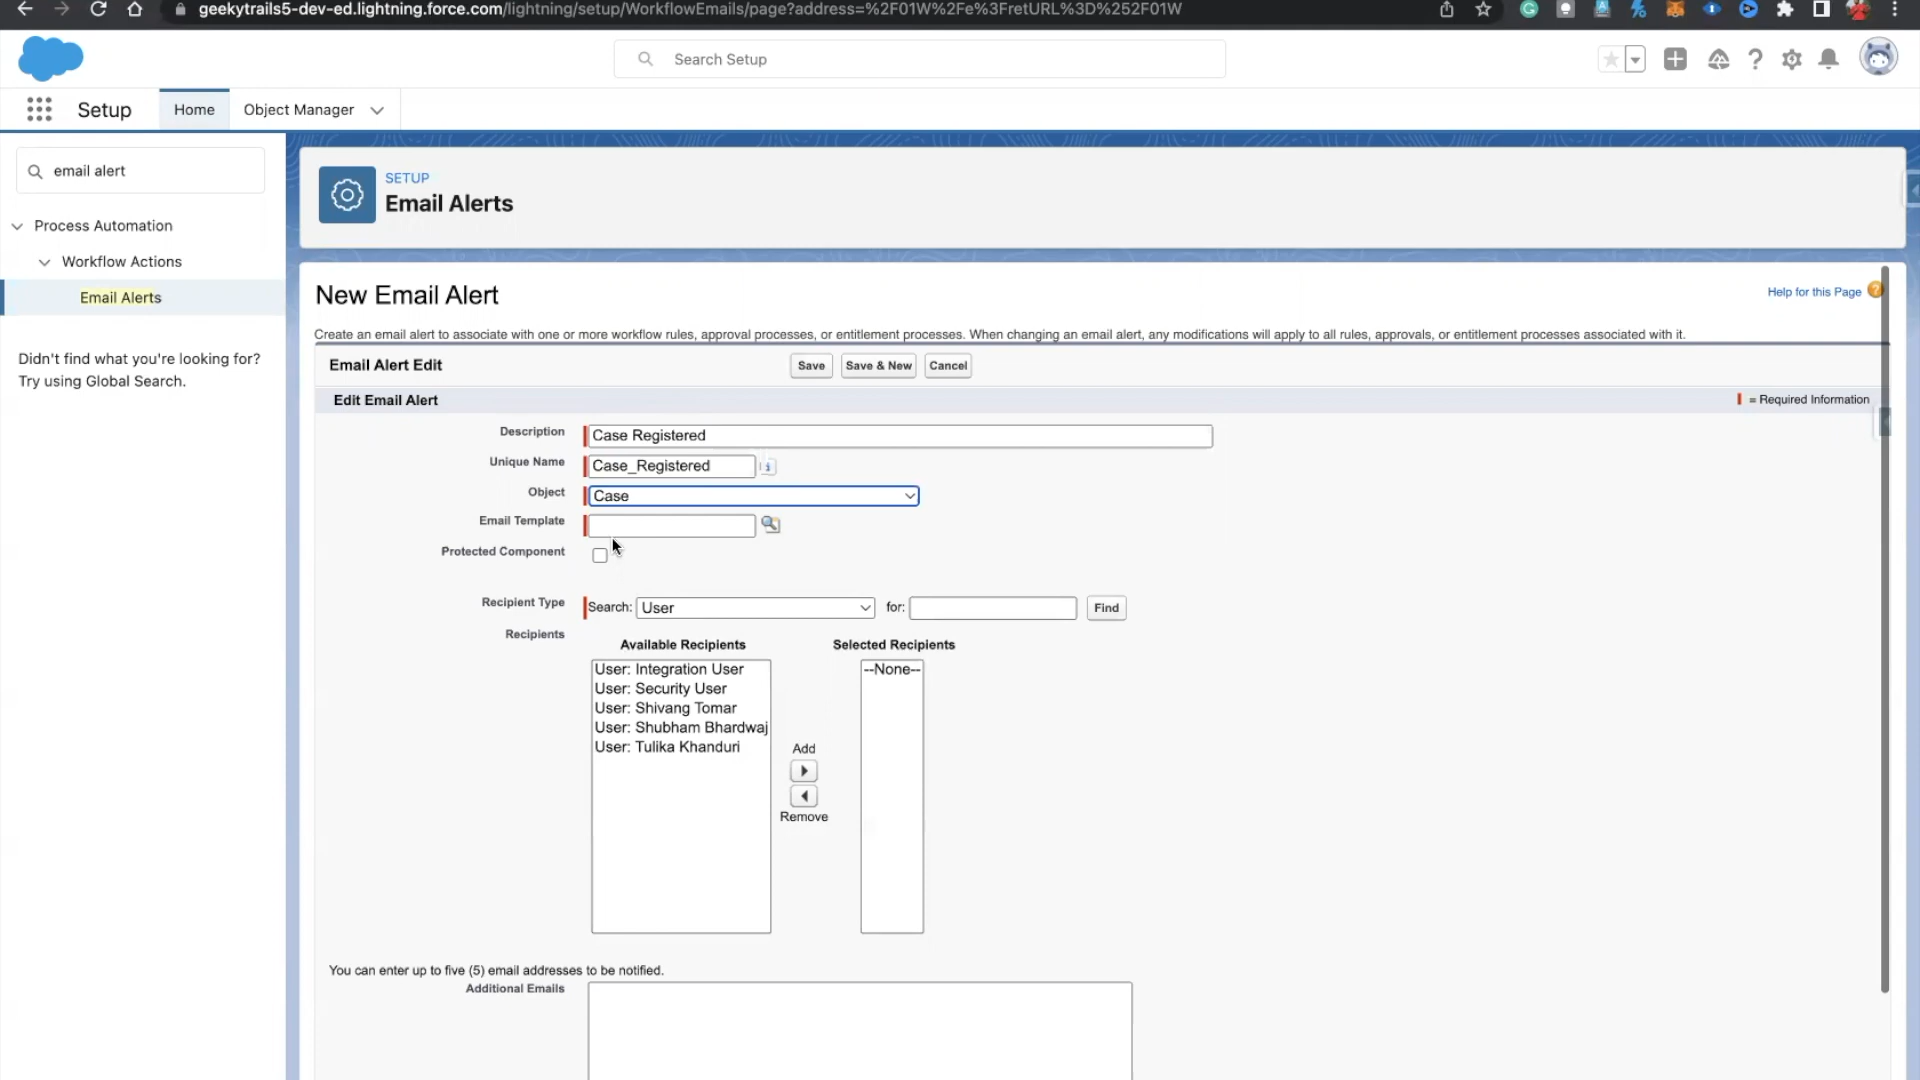 geekytrails5-dev-ed.lightning.force.com/lightning/setup/WorkflowEmails/page?address=%2F01W%2Fe%3FretURL%3D%252F01W
Search Setup
Setup
Home
Object Manager
email alert
Process Automation
Workflow Actions
Email Alerts
Didn't find what you're looking for?
Try using Global Search.
SETUP
Email Alerts
New Email Alert
Help for this Page
Create an email alert to associate with one or more workflow rules, approval processes, or entitlement processes. When changing an email alert, any modifications will apply to all rules, approvals, or entitlement processes associated with it.
Email Alert Edit
Save
Save & New
Cancel
Edit Email Alert
= Required Information
Description
Case Registered
Unique Name
Case_Registered
i
Object
Case
Email Template
Protected Component
Recipient Type
Search: User
for:
Find
Recipients
Available Recipients
Selected Recipients
User: Integration User
User: Security User
User: Shivang Tomar
User: Shubham Bhardwaj
User: Tulika Khanduri
--None--
Add
Remove
You can enter up to five (5) email addresses to be notified.
Additional Emails